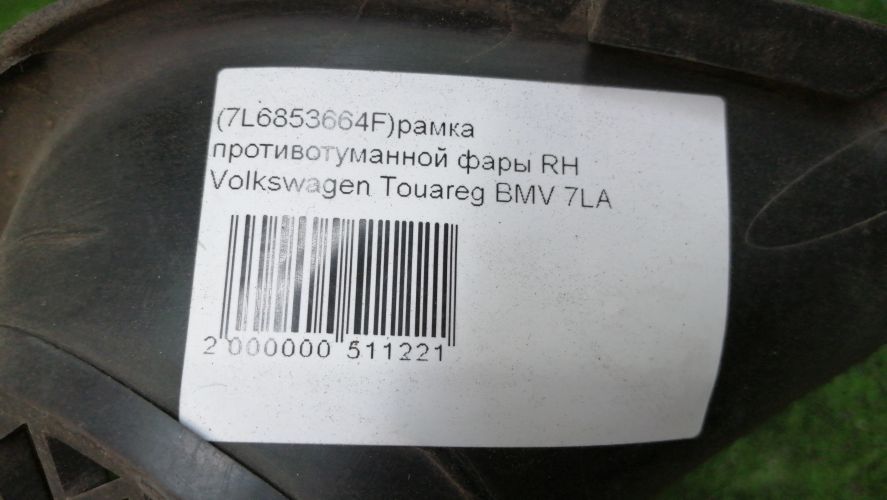 (7L6853664F)рамка
противотуманной фары RH
Volkswagen Touareg BMV 7LA
2 000000 511221